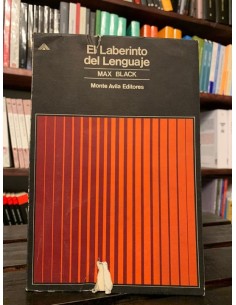 El Laberinto
del Lenguaje
MAX BLACK
Monte Avila Editores